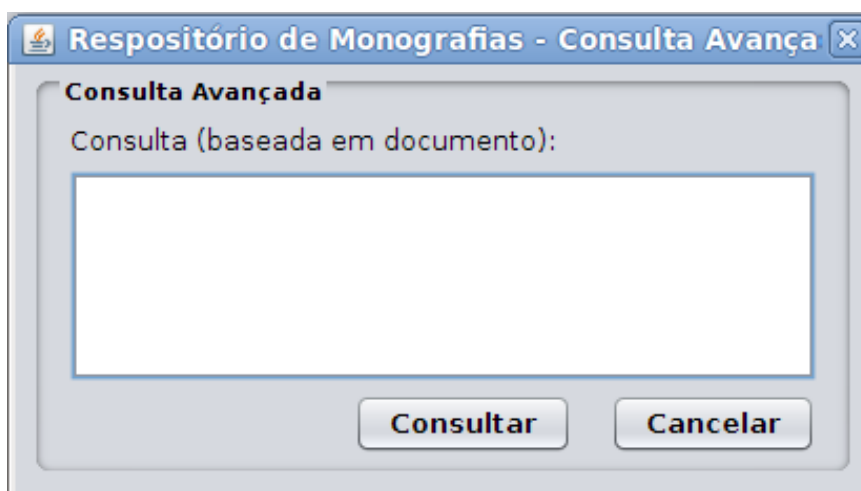 Respositório de Monografias - Consulta Avança
Consulta Avançada
Consulta (baseada em documento):
Consultar Cancelar